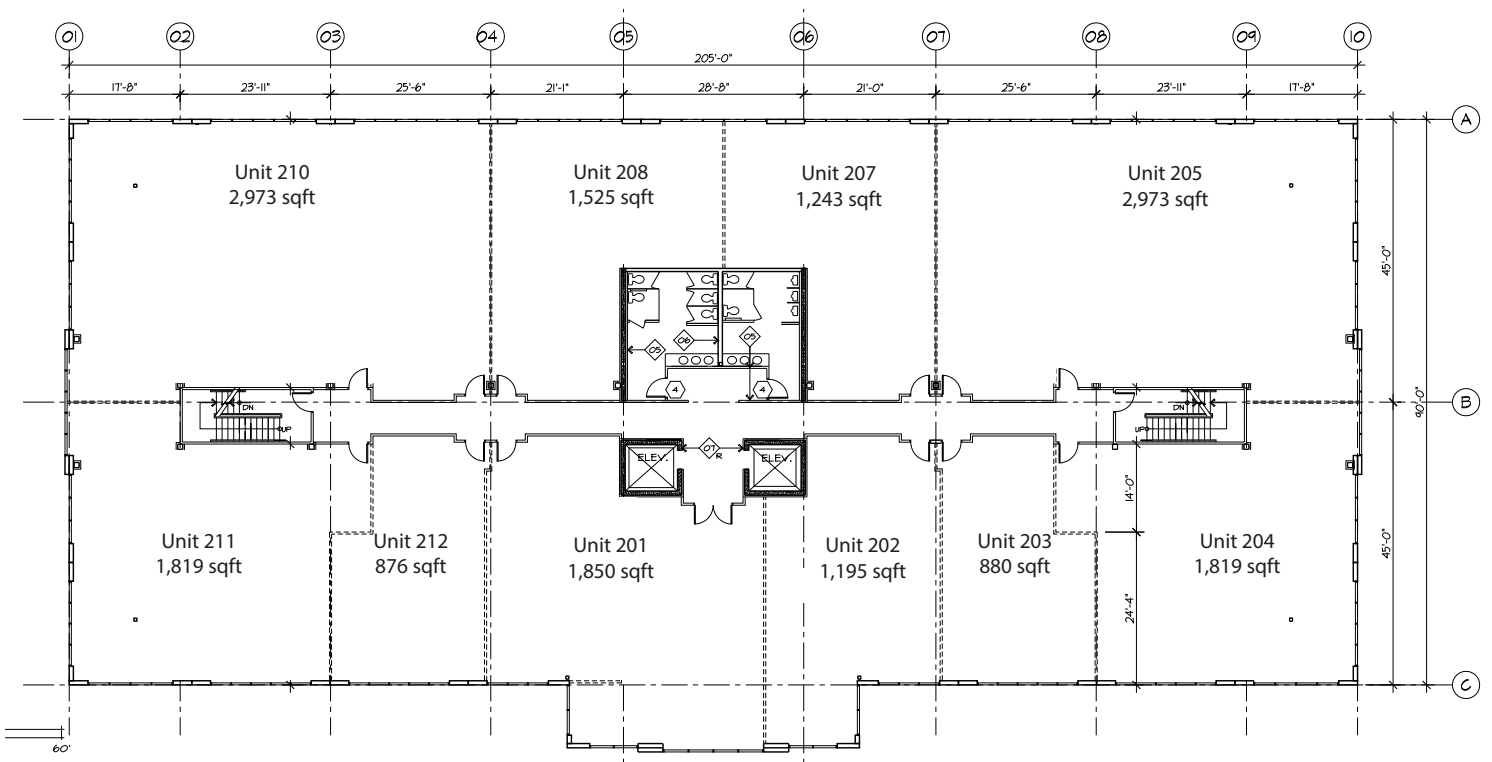 01 02 03 04 05 06 07 08 09 10
205'-0"
17'-8" 23'-11" 25'-6" 21'-1" 28'-8" 21'-0" 25'-6" 23'-11" 17'-8"
A
Unit 210
2,973 sqft
Unit 208
1,525 sqft
Unit 207
1,243 sqft
Unit 205
2,973 sqft
45'-0"
05 06 05
4 4
DN
UP
DN
UP
B
90'-0"
ELEV.
07
R
ELEV.
14'-0"
Unit 211
1,819 sqft
Unit 212
876 sqft
Unit 201
1,850 sqft
Unit 202
1,195 sqft
Unit 203
880 sqft
Unit 204
1,819 sqft
45'-0"
24'-4"
C
60'